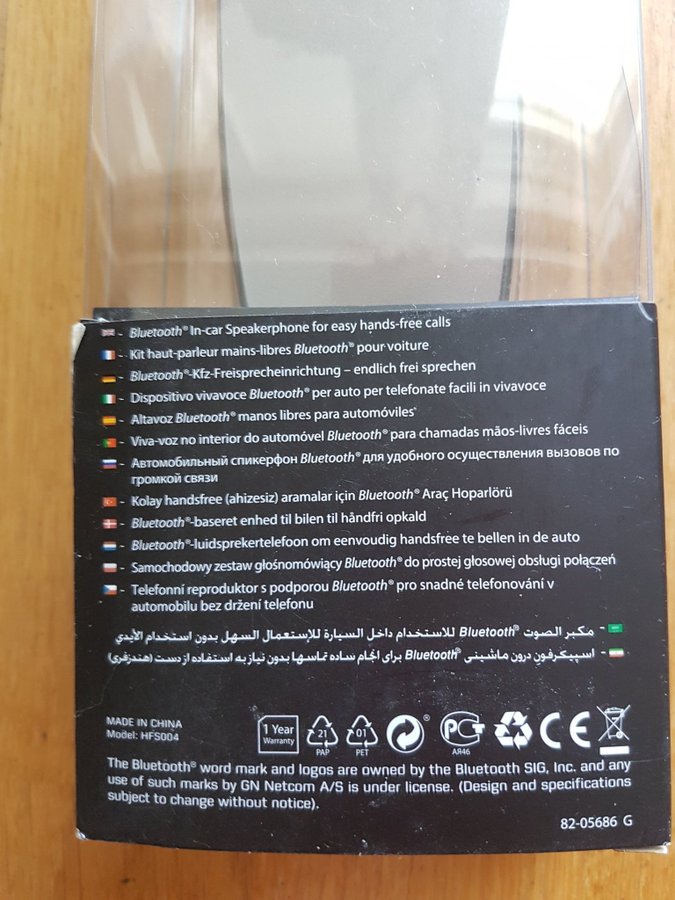 - Bluetooth® In-car Speakerphone for easy hands-free calls
- Kit haut-parleur mains-libres Bluetooth® pour voiture
- Bluetooth®-Kfz-Freisprecheinrichtung – endlich frei sprechen
- Dispositivo vivavoce Bluetooth® per auto per telefonate facili in vivavoce
- Altavoz Bluetooth® manos libres para automóviles
- Viva-voz no interior do automóvel Bluetooth® para chamadas mãos-livres fáceis
- Автомобильный спикерфон Bluetooth® для удобного осуществления вызовов по
громкой связи
- Kolay handsfree (ahizesiz) aramalar için Bluetooth® Araç Hoparlörü
- Bluetooth®-baseret enhed til bilen til håndfri opkald
- Bluetooth®-luidsprekertelefoon om eenvoudig handsfree te bellen in de auto
- Samochodowy zestaw głośnomówiący Bluetooth® do prostej głosowej obsługi połączeń
- Telefonní reproduktor s podporou Bluetooth® pro snadné telefonování v
automobilu bez držení telefonu
- مكبر الصوت Bluetooth® للاستخدام داخل السيارة للإستعمال السهل بدون استخدام الأيدي
- اسپیکرفون درون ماشینی Bluetooth® برای انجام ساده تماسها بدون نیاز به استفاده از دست (هندزفری)
MADE IN CHINA
Model: HFS004
1 Year
Warranty
21
PAP
01
PET
®
РСТ
АЯ46
CE
The Bluetooth® word mark and logos are owned by the Bluetooth SIG, Inc. and any
use of such marks by GN Netcom A/S is under license. (Design and specifications
subject to change without notice).
82-05686 G